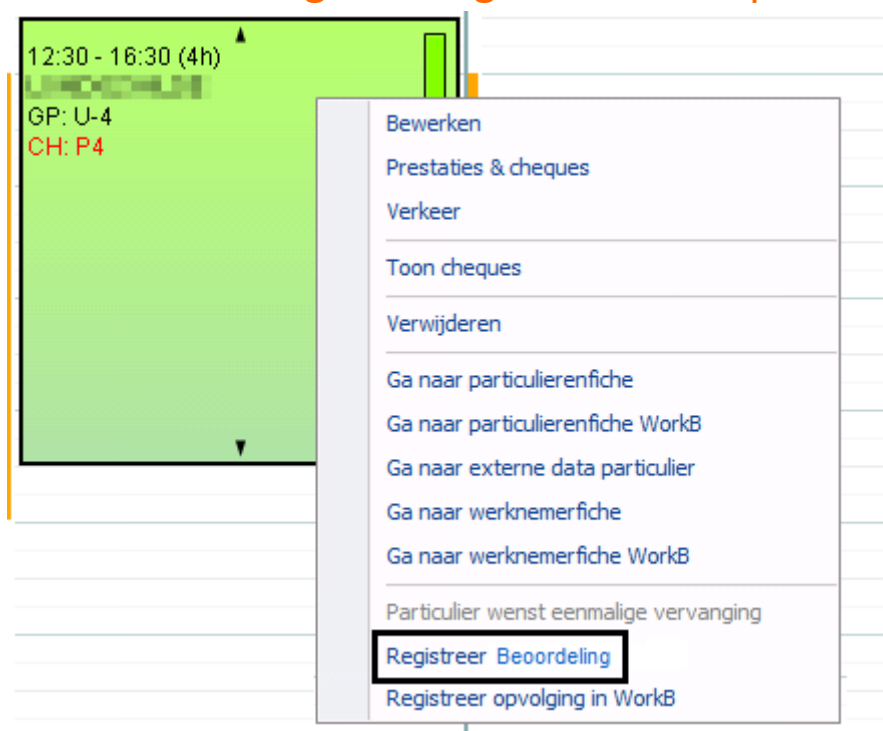 12:30 - 16:30 (4h)
GP: U-4
CH: P4
Bewerken
Prestaties & cheques
Verkeer
Toon cheques
Verwijderen
Ga naar particulierenfiche
Ga naar particulierenfiche WorkB
Ga naar externe data particulier
Ga naar werknemerfiche
Ga naar werknemerfiche WorkB
Particulier wenst eenmalige vervanging
Registreer Beoordeling
Registreer opvolging in WorkB